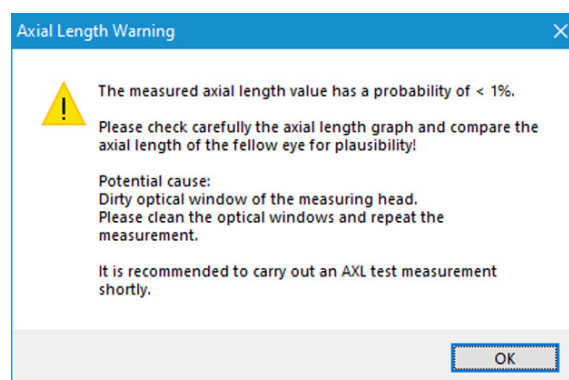 Axial Length Warning
The measured axial length value has a probability of < 1%.
Please check carefully the axial length graph and compare the
axial length of the fellow eye for plausibility!
Potential cause:
Dirty optical window of the measuring head.
Please clean the optical windows and repeat the
measurement.
It is recommended to carry out an AXL test measurement
shortly.
OK